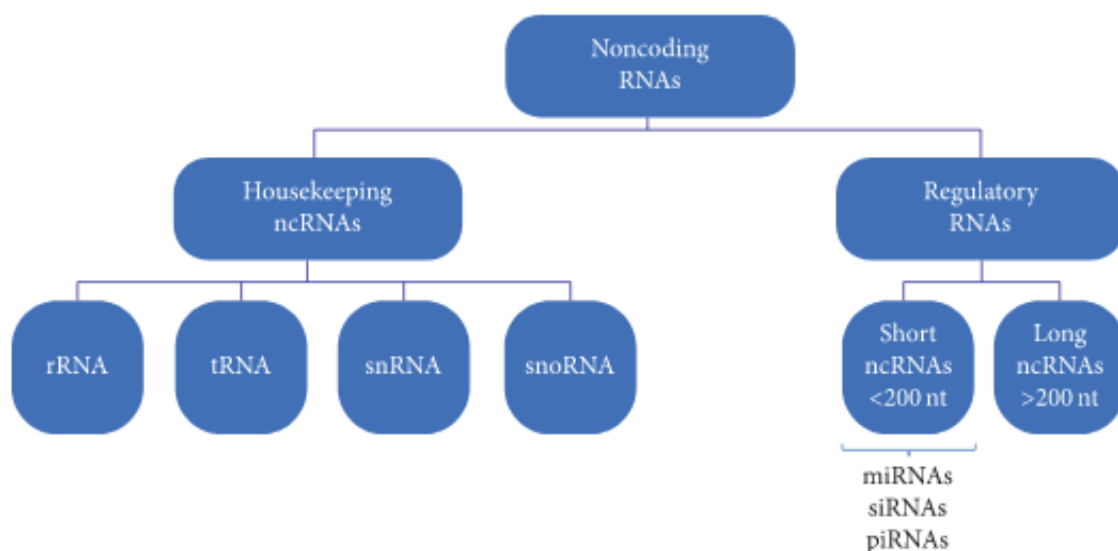 Noncoding
RNAs
Housekeeping
ncRNAs
Regulatory
RNAs
rRNA
tRNA
snRNA
snoRNA
Short
ncRNAs
<200 nt
Long
ncRNAs
>200 nt
miRNAs
siRNAs
piRNAs